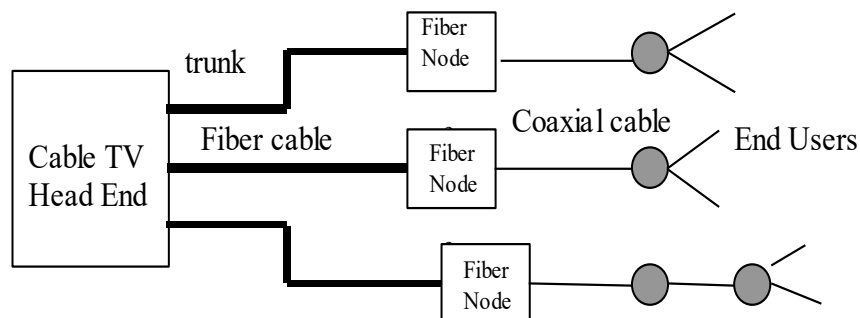 Fiber
Node
trunk
Cable TV
Head End
Fiber cable
Fiber
Node
Coaxial cable
End Users
Fiber
Node